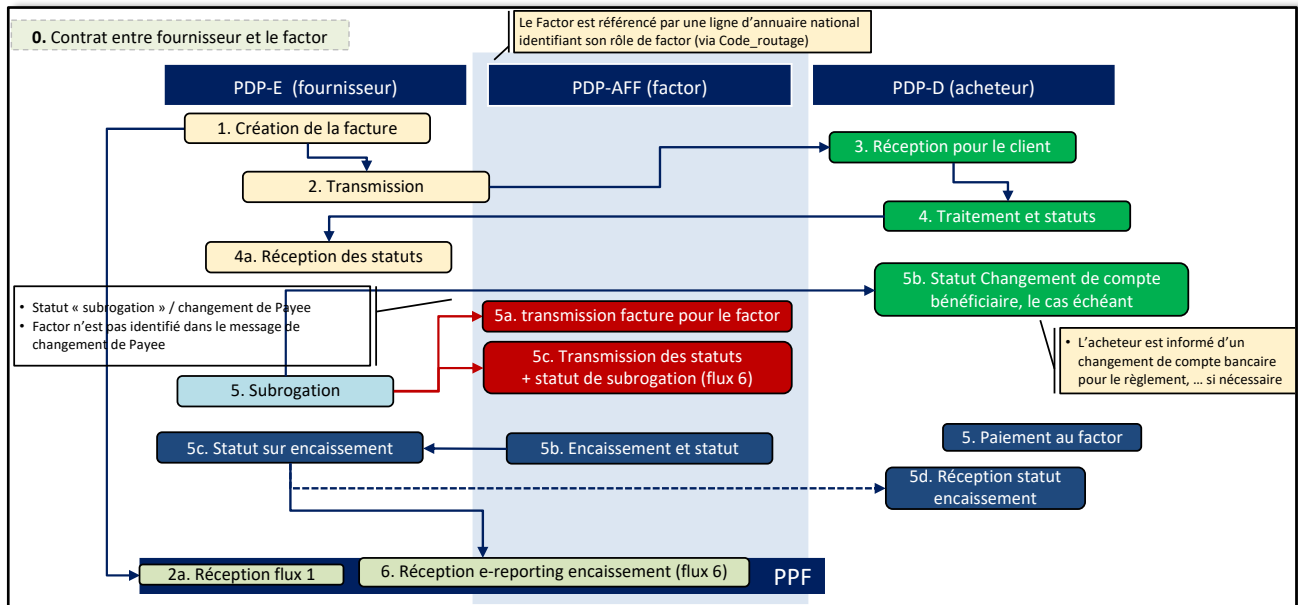 Le Factor est référencé par une ligne d'annuaire national
identifiant son rôle de factor (via Code_routage)
0. Contrat entre fournisseur et le factor
PDP-E (fournisseur)
PDP-AFF (factor)
PDP-D (acheteur)
1. Création de la facture
3. Réception pour le client
2. Transmission
4. Traitement et statuts
4a. Réception des statuts
5b. Statut Changement de compte
bénéficiaire, le cas échéant
• Statut « subrogation » / changement de Payee
• Factor n'est pas identifié dans le message de
changement de Payee
5a. transmission facture pour le factor
5c. Transmission des statuts
+ statut de subrogation (flux 6)
• L'acheteur est informé d'un
changement de compte bancaire
pour le règlement, … si nécessaire
5. Subrogation
5c. Statut sur encaissement
5b. Encaissement et statut
5. Paiement au factor
5d. Réception statut
encaissement
2a. Réception flux 1
6. Réception e-reporting encaissement (flux 6)
PPF